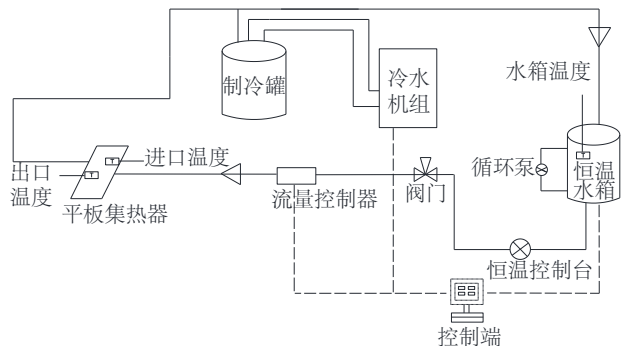 制冷罐
冷水
机组
水箱温度
进口温度
出口
温度
平板集热器
流量控制器
阀门
循环泵
恒温
水箱
恒温控制台
控制端
T
T
T